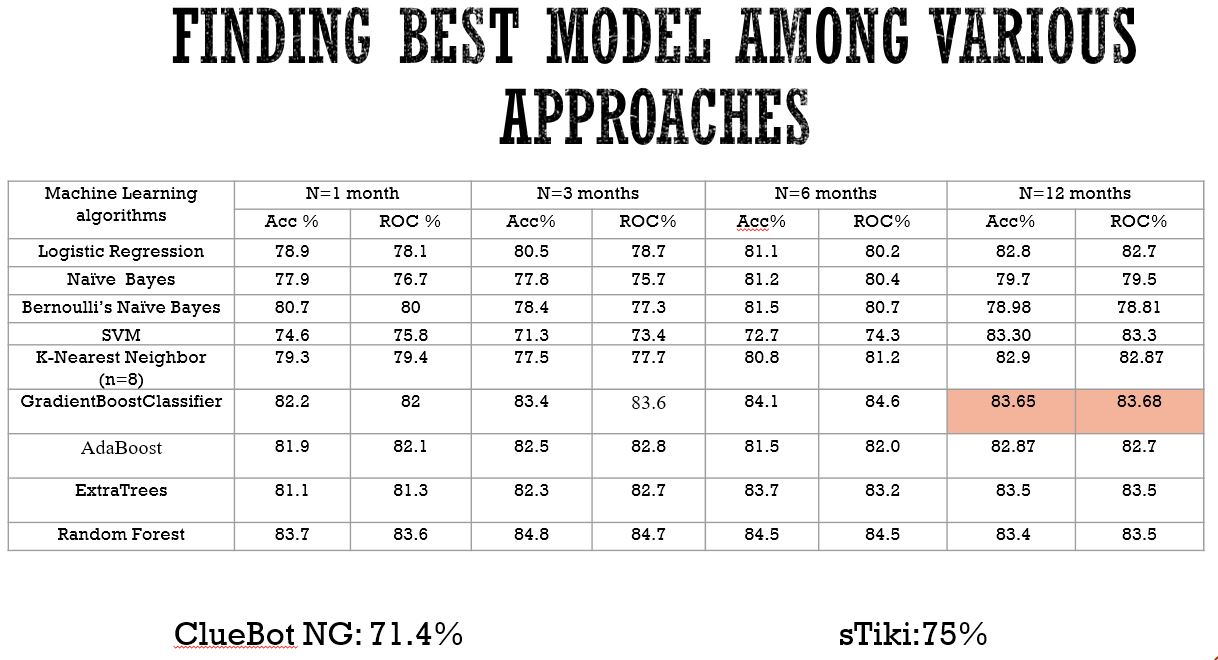 FINDING BEST MODEL AMONG VARIOUS
APPROACHES
Machine Learning algorithms N=1 month N=3 months N=6 months N=12 months
Acc % ROC % Acc% ROC% Acc% ROC% Acc% ROC%
Logistic Regression 78.9 78.1 80.5 78.7 81.1 80.2 82.8 82.7
Naïve Bayes 77.9 76.7 77.8 75.7 81.2 80.4 79.7 79.5
Bernoulli's Naïve Bayes 80.7 80 78.4 77.3 81.5 80.7 78.98 78.81
SVM 74.6 75.8 71.3 73.4 72.7 74.3 83.30 83.3
K-Nearest Neighbor 79.3 79.4 77.5 77.7 80.8 81.2 82.9 82.87
(n=8)
GradientBoostClassifier 82.2 82 83.4 83.6 84.1 84.6 83.65 83.68
AdaBoost 81.9 82.1 82.5 82.8 81.5 82.0 82.87 82.7
ExtraTrees 81.1 81.3 82.3 82.7 83.7 83.2 83.5 83.5
Random Forest 83.7 83.6 84.8 84.7 84.5 84.5 83.4 83.5
ClueBot NG: 71.4% sTiki:75%